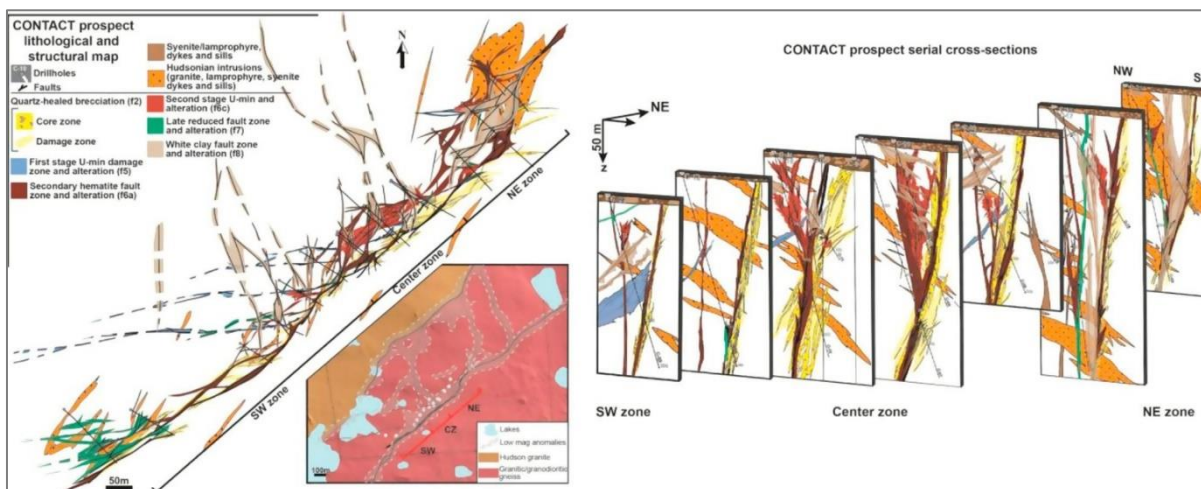 CONTACT prospect
lithological and
structural map
Drillholes
Faults
Quartz-healed brecciation (f2)
Core zone
Damage zone
First stage U-min damage
zone and alteration (f5)
Secondary hematite fault
zone and alteration (f6a)
Syenite/lamprophyre,
dykes and sills
Hudsonian intrusions
(granite, lamprophyre, syenite
dykes and sills)
Second stage U-min and
alteration (f6c)
Late reduced fault zone
and alteration (f7)
White clay fault zone
and alteration (f8)
N
NE zone
Center zone
SW zone
50m
NE
CZ
SW
100m
Lakes
Low mag anomalies
Hudson granite
Granitic/granodioritic
gneiss
CONTACT prospect serial cross-sections
NE
50 m
z
NW
S
SW zone
Center zone
NE zone